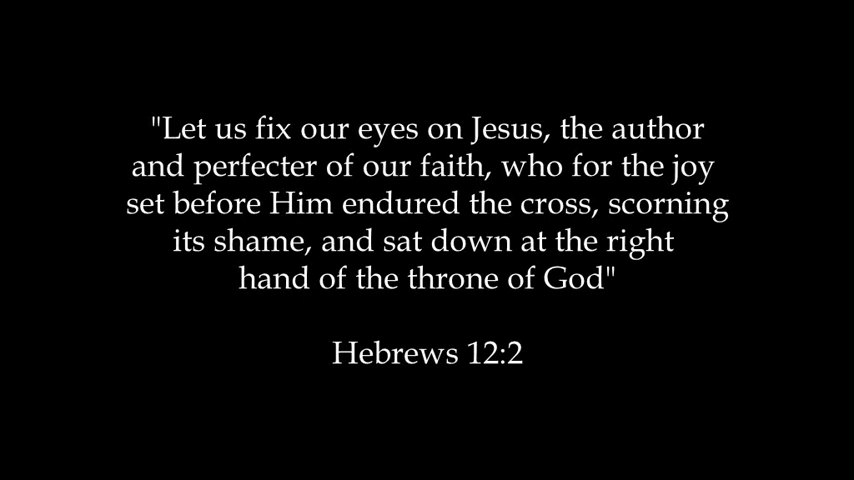 "Let us fix our eyes on Jesus, the author
and perfecter of our faith, who for the joy
set before Him endured the cross, scorning
its shame, and sat down at the right
hand of the throne of God"
Hebrews 12:2